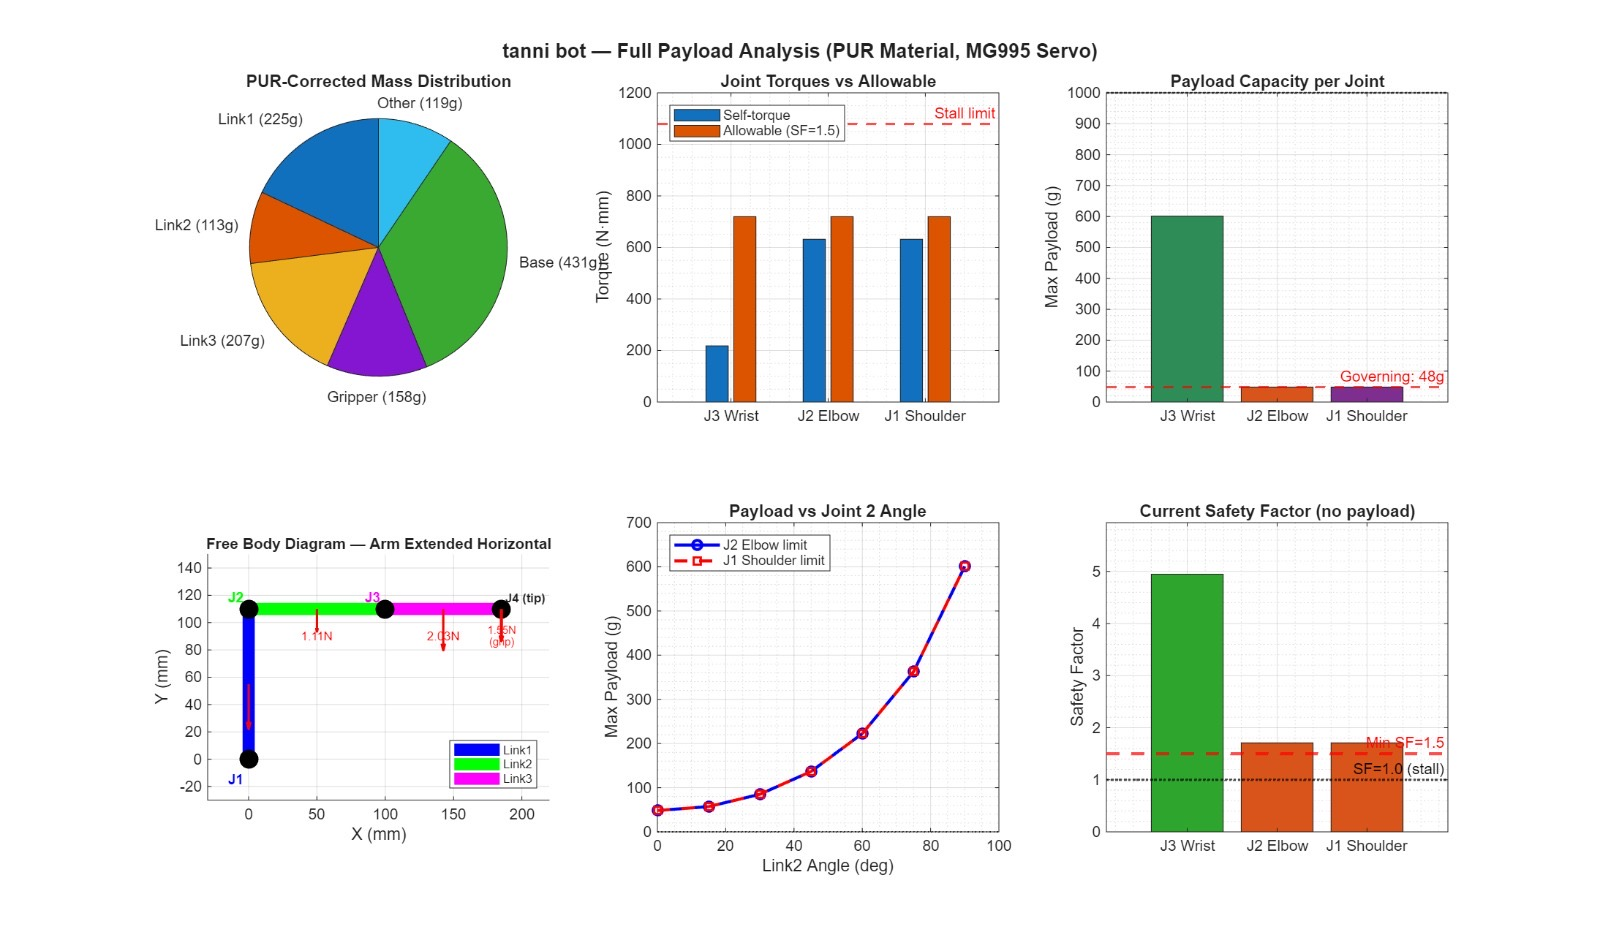 tanni bot — Full Payload Analysis (PUR Material, MG995 Servo)
PUR-Corrected Mass Distribution
Other (119g)
Link1 (225g)
Link2 (113g)
Base (431g)
Link3 (207g)
Gripper (158g)
Joint Torques vs Allowable
1200
1000
800
600
400
200
0
Torque (N·mm)
Self-torque
Allowable (SF=1.5)
Stall limit
J3 Wrist
J2 Elbow
J1 Shoulder
Payload Capacity per Joint
1000
900
800
700
600
500
400
300
200
100
0
Max Payload (g)
Governing: 48g
J3 Wrist
J2 Elbow
J1 Shoulder
Free Body Diagram — Arm Extended Horizontal
140
120
100
80
60
40
20
0
-20
Y (mm)
J2
J3
J4 (tip)
1.11N
2.03N
1.55N
(grip)
J1
Link1
Link2
Link3
0
50
100
150
200
X (mm)
Payload vs Joint 2 Angle
700
600
500
400
300
200
100
0
Max Payload (g)
J2 Elbow limit
J1 Shoulder limit
0
20
40
60
80
100
Link2 Angle (deg)
Current Safety Factor (no payload)
5
4
3
2
1
0
Safety Factor
Min SF=1.5
SF=1.0 (stall)
J3 Wrist
J2 Elbow
J1 Shoulder